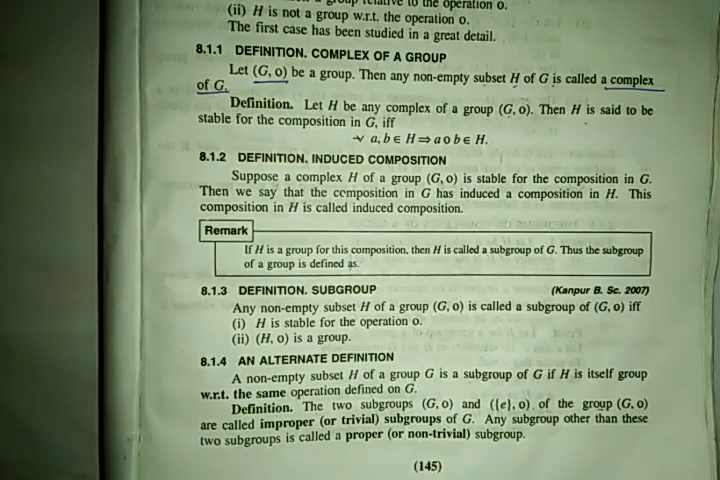 group relative to the operation o.
(ii) H is not a group w.r.t. the operation o.
The first case has been studied in a great detail.
8.1.1 DEFINITION. COMPLEX OF A GROUP
Let (G, o) be a group. Then any non-empty subset H of G is called a complex
of G.
Definition. Let H be any complex of a group (G, o). Then H is said to be
stable for the composition in G, iff
∀ a, b ∈ H ⇒ a o b ∈ H.
8.1.2 DEFINITION. INDUCED COMPOSITION
Suppose a complex H of a group (G, o) is stable for the composition in G.
Then we say that the composition in G has induced a composition in H. This
composition in H is called induced composition.
Remark
If H is a group for this composition, then H is called a subgroup of G. Thus the subgroup
of a group is defined as.
8.1.3 DEFINITION. SUBGROUP (Kanpur B. Sc. 2007)
Any non-empty subset H of a group (G, o) is called a subgroup of (G, o) iff
(i) H is stable for the operation o.
(ii) (H, o) is a group.
8.1.4 AN ALTERNATE DEFINITION
A non-empty subset H of a group G is a subgroup of G if H is itself group
w.r.t. the same operation defined on G.
Definition. The two subgroups (G, o) and ({e}, o) of the group (G, o)
are called improper (or trivial) subgroups of G. Any subgroup other than these
two subgroups is called a proper (or non-trivial) subgroup.
(145)